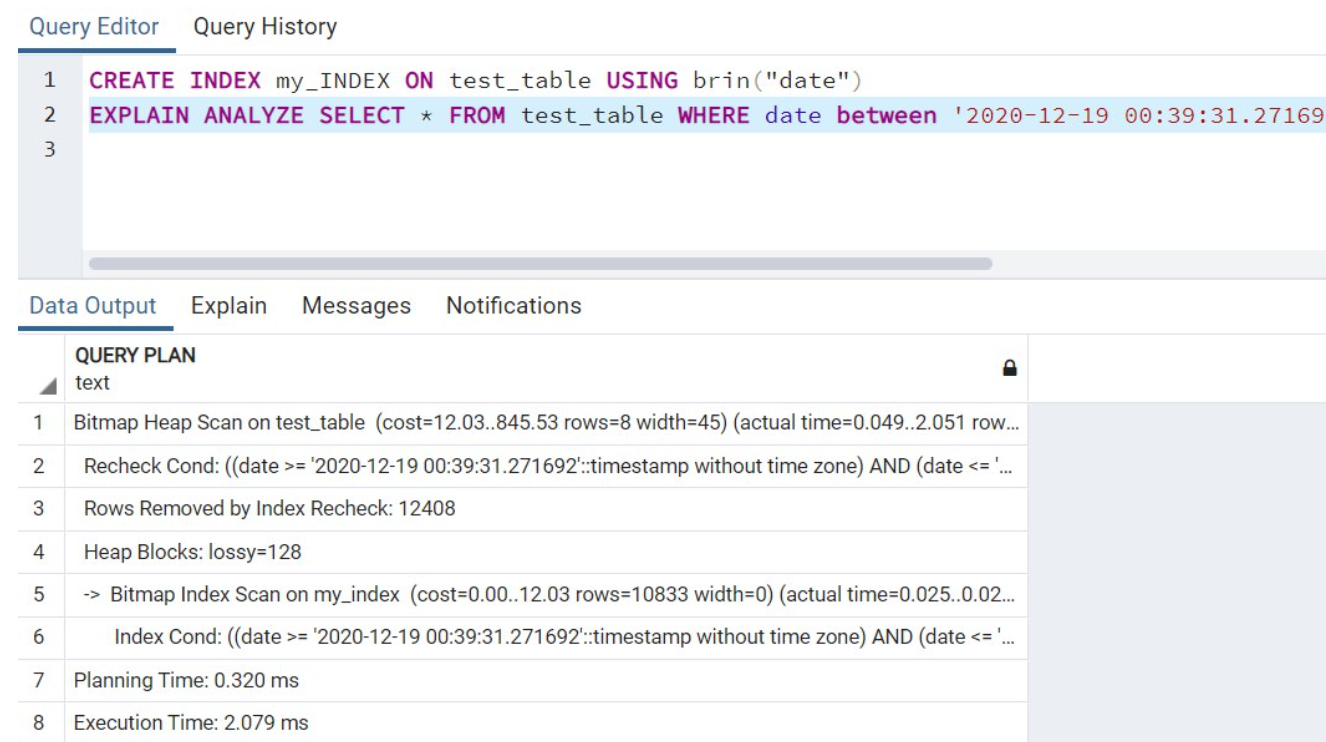 Query Editor Query History
1 CREATE INDEX my_INDEX ON test_table USING brin("date")
2 EXPLAIN ANALYZE SELECT * FROM test_table WHERE date between '2020-12-19 00:39:31.27169
3
Data Output Explain Messages Notifications
QUERY PLAN
text
1 Bitmap Heap Scan on test_table (cost=12.03..845.53 rows=8 width=45) (actual time=0.049..2.051 row...
2 Recheck Cond: ((date >= '2020-12-19 00:39:31.271692'::timestamp without time zone) AND (date <= '...
3 Rows Removed by Index Recheck: 12408
4 Heap Blocks: lossy=128
5 -> Bitmap Index Scan on my_index (cost=0.00..12.03 rows=10833 width=0) (actual time=0.025..0.02...
6 Index Cond: ((date >= '2020-12-19 00:39:31.271692'::timestamp without time zone) AND (date <= '...
7 Planning Time: 0.320 ms
8 Execution Time: 2.079 ms